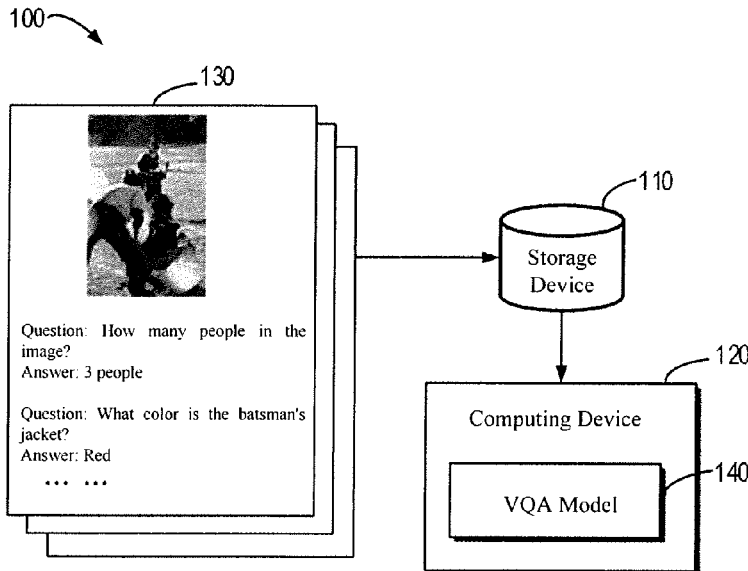 100
130
110
Storage
Device
Question: How many people in the
image?
Answer: 3 people
Question: What color is the batsman's
jacket?
Answer: Red
... ...
120
Computing Device
140
VQA Model